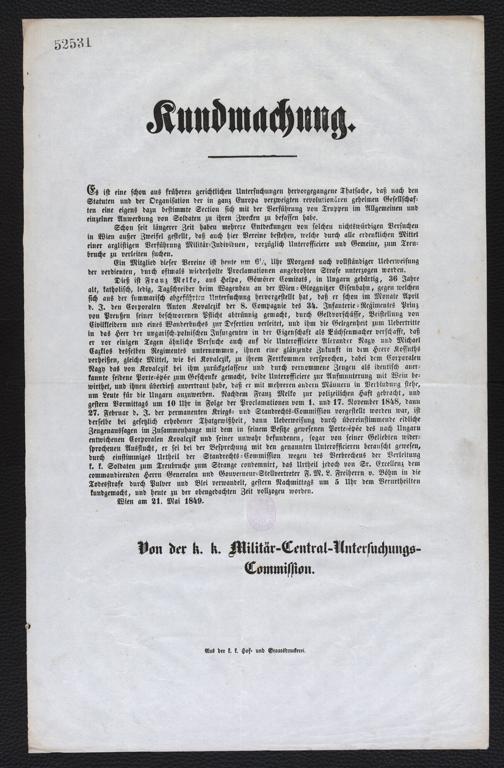 52531
Kundmachung.
Es ist eine schon aus früheren gerichtlichen Untersuchungen hervorgegangene Thatsache, daß nach den
Statuten und der Organisation der in ganz Europa verzweigten revolutionären geheimen Gesellschaf-
ten eine eigens dazu bestimmte Section sich mit der Verführung von Truppen im Allgemeinen und
einzelner Anwerbung von Soldaten zu ihren Zwecken zu befassen habe.
Schon seit längerer Zeit haben mehrere Entdeckungen von solchen nichtswürdigen Versuchen
in Wien außer Zweifel gestellt, daß auch hier Vereine bestehen, welche durch alle erdenklichen Mittel
einer arglistigen Verführung Militär-Individuen, vorzüglich Unterofficiere und Gemeine, zum Treu-
bruche zu verleiten suchen.
Ein Mitglied dieser Vereine ist heute um 6½ Uhr Morgens nach vollständiger Ueberweisung
der verdienten, durch oftmals wiederholte Proclamationen angedrohten Strafe unterzogen worden.
Dieß ist Franz Melko, aus Helpa, Gömörer Comitats, in Ungarn gebürtig, 36 Jahre
alt, katholisch, ledig, Tagschreiber beim Wagenbau an der Wien-Gloggnitzer Eisenbahn, gegen welchen
sich aus der summarisch abgeführten Untersuchung hervorgestellt hat, daß er schon im Monate April
d. J. den Corporalen Anton Kovalczik der 8. Compagnie des 34. Infanterie-Regimentes Prinz
von Preußen seiner beschworenen Pflicht abtrünnig gemacht, durch Geldvorschüsse, Beistellung von
Civilkleidern und eines Wanderbuches zur Desertion verleitet, und ihm die Gelegenheit zum Uebertritte
in das Heer der ungarisch-polnischen Insurgenten in der Eigenschaft als Büchsenmacher verschaffte, daß
er vor einigen Tagen ähnliche Versuche auch auf die Unterofficiere Alexander Nagy und Michael
Cazklos desselben Regimentes unternommen, ihnen eine glänzende Zukunft in dem Heere Kossuths
verheißen, gleiche Mittel, wie bei Kovalczik, zu ihrem Fortkommen versprochen, dabei dem Corporalen
Nagy das von Kovalczik bei ihm zurückgelassene und durch vernommene Zeugen als identisch aner-
kannte seidene Porte-épée zum Geschenke gemacht, beide Unterofficiere zur Aufmunterung mit Wein be-
wirthet, und ihnen überdieß anvertraut habe, daß er mit mehreren andern Männern in Verbindung stehe,
um Leute für die Ungarn anzuwerben. Nachdem Franz Melko zur polizeilichen Haft gebracht, und
gestern Vormittags um 10 Uhr in Folge der Proclamationen vom 1. und 17. November 1848, dann
27. Februar d. J. der permanenten Kriegs- und Standrechts-Commission vorgestellt worden war, ist
derselbe bei gesetzlich erhobener Thatgewißheit, dann Ueberweisung durch übereinstimmende eidliche
Zeugenaussagen im Zusammenhange mit dem in seinem Besitze gewesenen Porte-épée des nach Ungarn
entwichenen Corporalen Kovalczik und seiner unwahr befundenen, sogar von seiner Geliebten wider-
sprochenen Ausflucht, er sei bei der Besprechung mit den genannten Unterofficieren berauscht gewesen,
durch einstimmiges Urtheil der Standrechts-Commission wegen des Verbrechens der Verleitung
k. k. Soldaten zum Treubruche zum Strange condemnirt, das Urtheil jedoch von Sr. Excellenz dem
commandirenden Herrn Generalen und Gouverneur-Stellvertreter F. M. L. Freiherrn v. Böhm in die
Todesstrafe durch Pulver und Blei verwandelt, gestern Nachmittags um 5 Uhr dem Verurtheilten
kundgemacht, und heute zu der obengedachten Zeit vollzogen worden.
Wien am 21. Mai 1849.
Von der k. k. Militär-Central-Untersuchungs-
Commission.
Aus der k. k. Hof- und Staatsdruckerei.